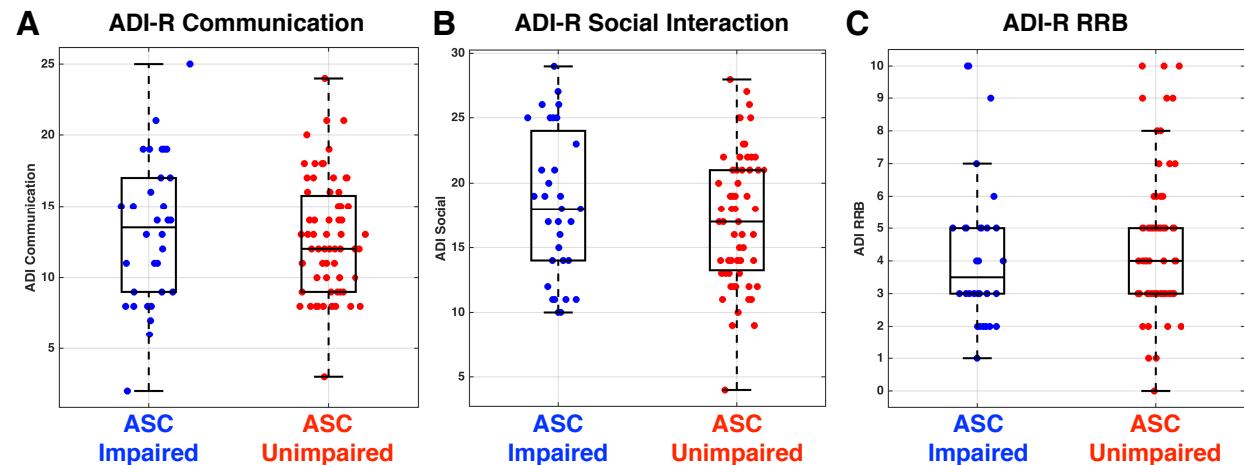 A
ADI-R Communication
ADI Communication
25
20
15
10
5
ASC
Impaired
ASC
Unimpaired
B
ADI-R Social Interaction
ADI Social
30
25
20
15
10
5
ASC
Impaired
ASC
Unimpaired
C
ADI-R RRB
ADI RRB
10
9
8
7
6
5
4
3
2
1
0
ASC
Impaired
ASC
Unimpaired